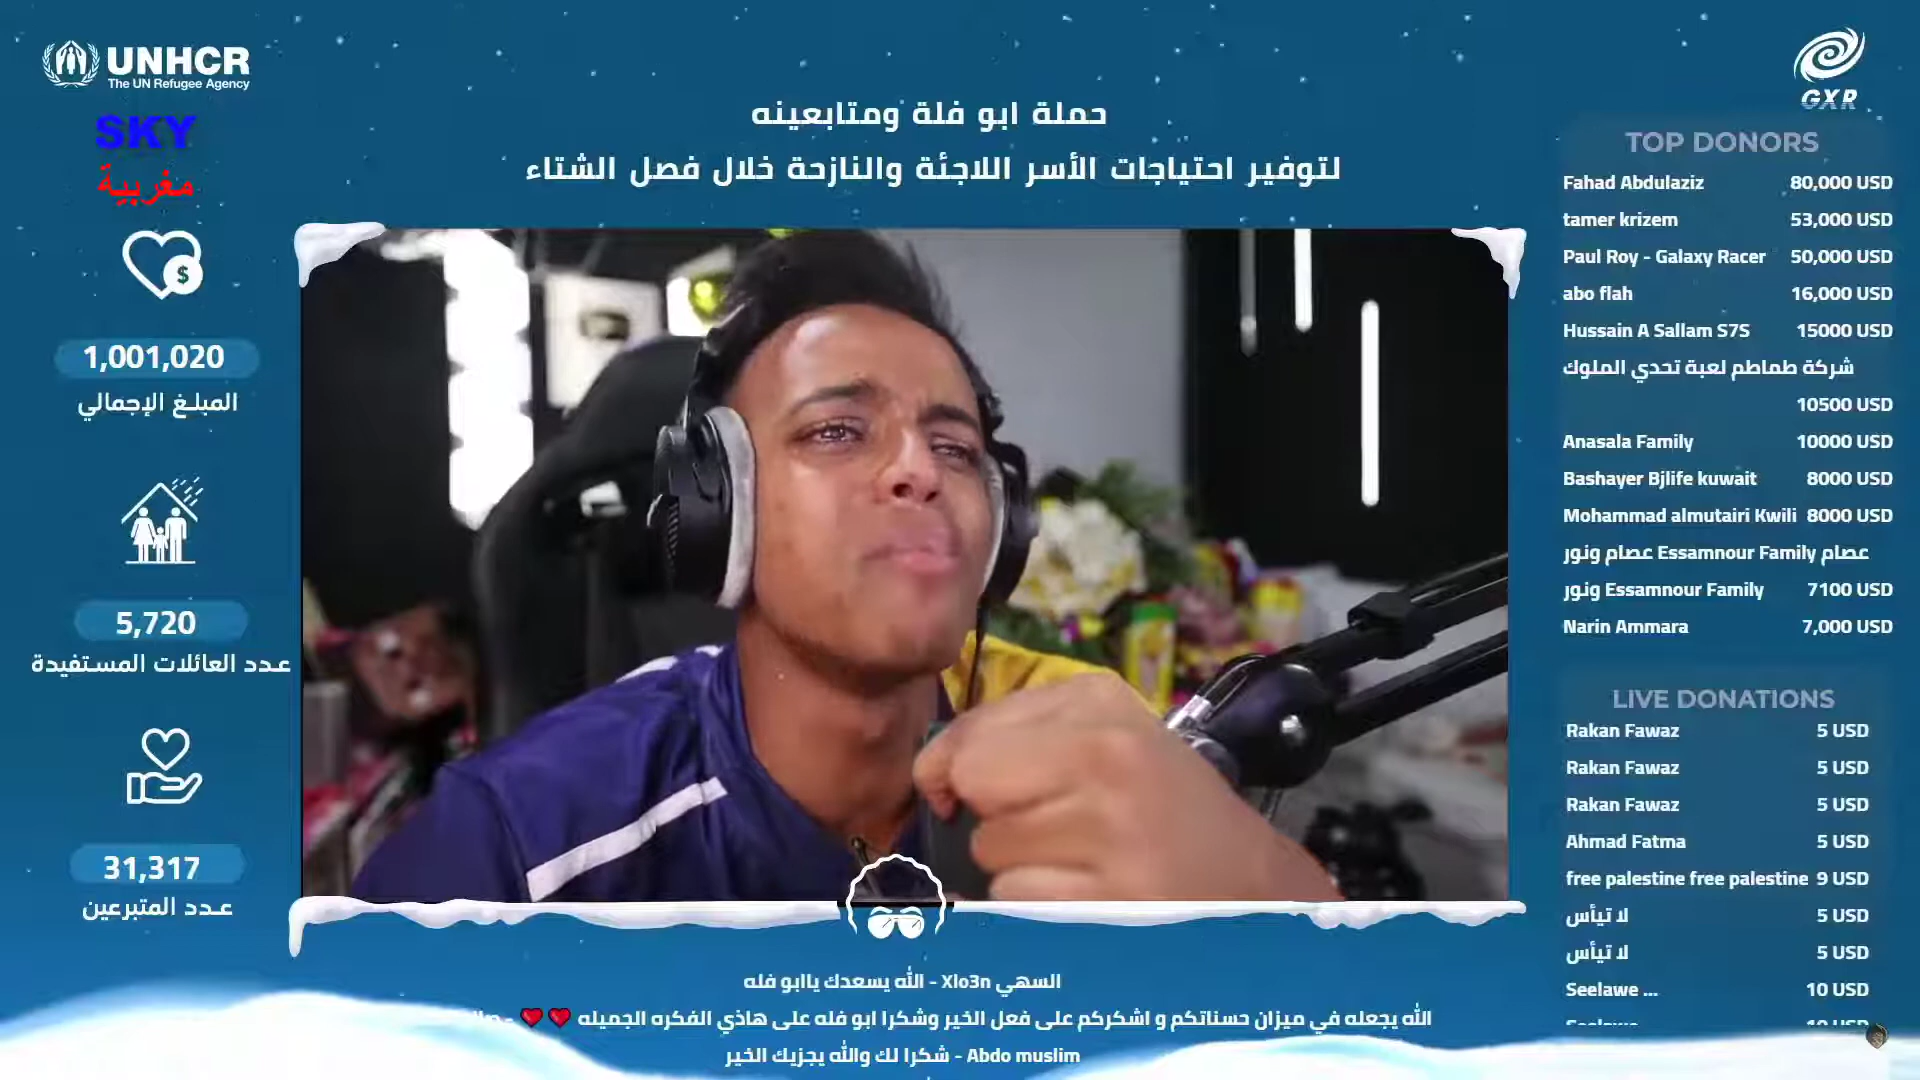 UNHCR
The UN Refugee Agency
SKY
مغربية
حملة ابو فلة ومتابعينه
لتوفير احتياجات الأسر اللاجئة والنازحة خلال فصل الشتاء
$
1,001,020
المبلغ الإجمالي
5,720
عدد العائلات المستفيدة
31,317
عدد المتبرعين
GXR
TOP DONORS
Fahad Abdulaziz 80,000 USD
tamer krizem 53,000 USD
Paul Roy - Galaxy Racer 50,000 USD
abo flah 16,000 USD
Hussain A Sallam S7S 15000 USD
شركة طماطم لعبة تحدي الملوك
10500 USD
Anasala Family 10000 USD
Bashayer Bjlife kuwait 8000 USD
Mohammad almutairi Kwili 8000 USD
عصام Essamnour Family عصام ونور
ونور Essamnour Family 7100 USD
Narin Ammara 7,000 USD
LIVE DONATIONS
Rakan Fawaz 5 USD
Rakan Fawaz 5 USD
Rakan Fawaz 5 USD
Ahmad Fatma 5 USD
free palestine free palestine 9 USD
لا تيأس 5 USD
لا تيأس 5 USD
Seelawe ... 10 USD
السهي Xlo3n - الله يسعدك ياابو فله
الله يجعله في ميزان حسناتكم و اشكركم على فعل الخير وشكرا ابو فله على هاذي الفكره الجميله ❤️❤️ -
Abdo muslim - شكرا لك والله يجزيك الخير